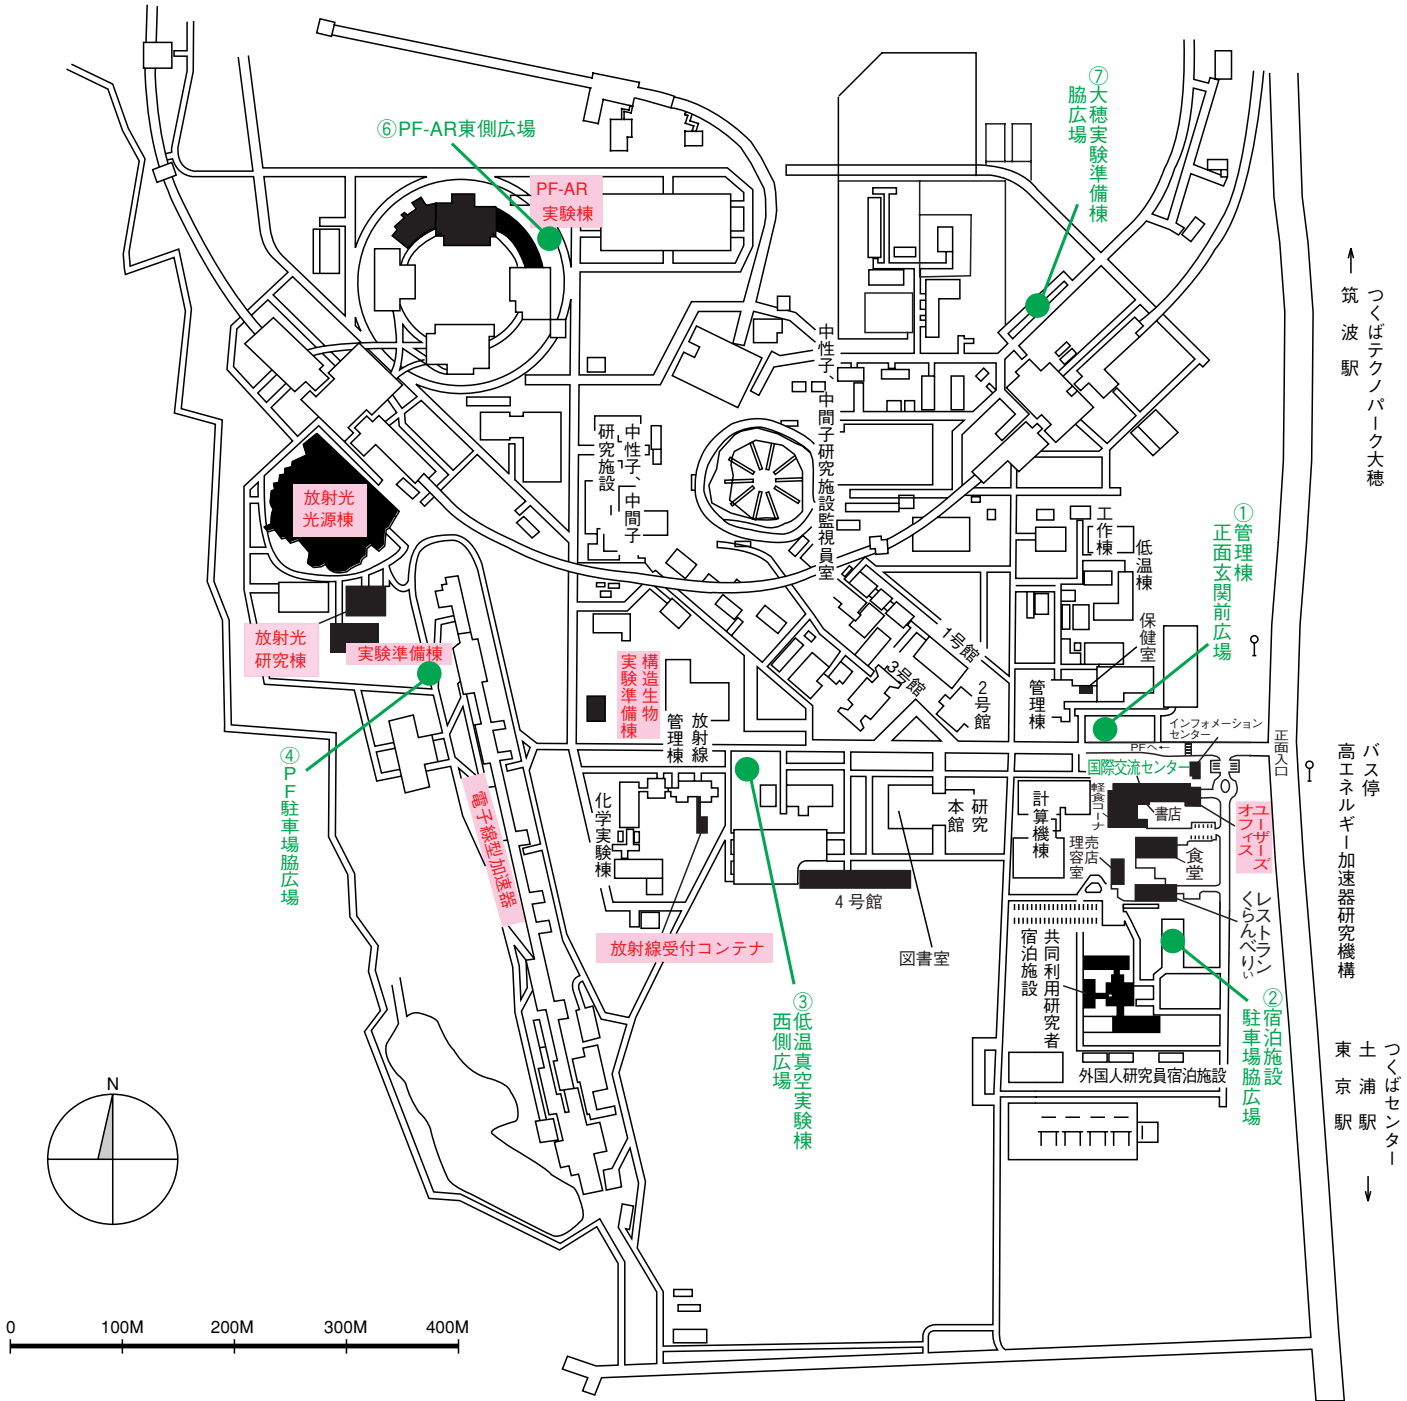 ⑥PF-AR東側広場
PF-AR
実験棟
⑦大穂実験準備棟
脇広場
筑波駅
つくばテクノパーク大穂
中性子、中間子研究施設監視員室
中性子、中間子
研究施設
放射光
光源棟
①管理棟
正面玄関前広場
工作棟
低温棟
保健室
放射光
研究棟
実験準備棟
構造生物
実験準備棟
1号館
3号館
2号館
管理棟
放射線
管理棟
インフォメーション
センター
PFへ←
正面入口
国際交流センター
軽食コーナ
書店
ユーザーズ
オフィス
バス停
高エネルギー加速器研究機構
④PF駐車場脇広場
電子線型加速器
化学実験棟
研究
本館
計算機棟
売店
理容室
食堂
4号館
レストラン
くらんべりぃ
放射線受付コンテナ
図書室
共同利用研究者
宿泊施設
③低温真空実験棟
西側広場
②宿泊施設
駐車場脇広場
外国人研究員宿泊施設
つくばセンター
土浦駅
東京駅
N
0 100M 200M 300M 400M